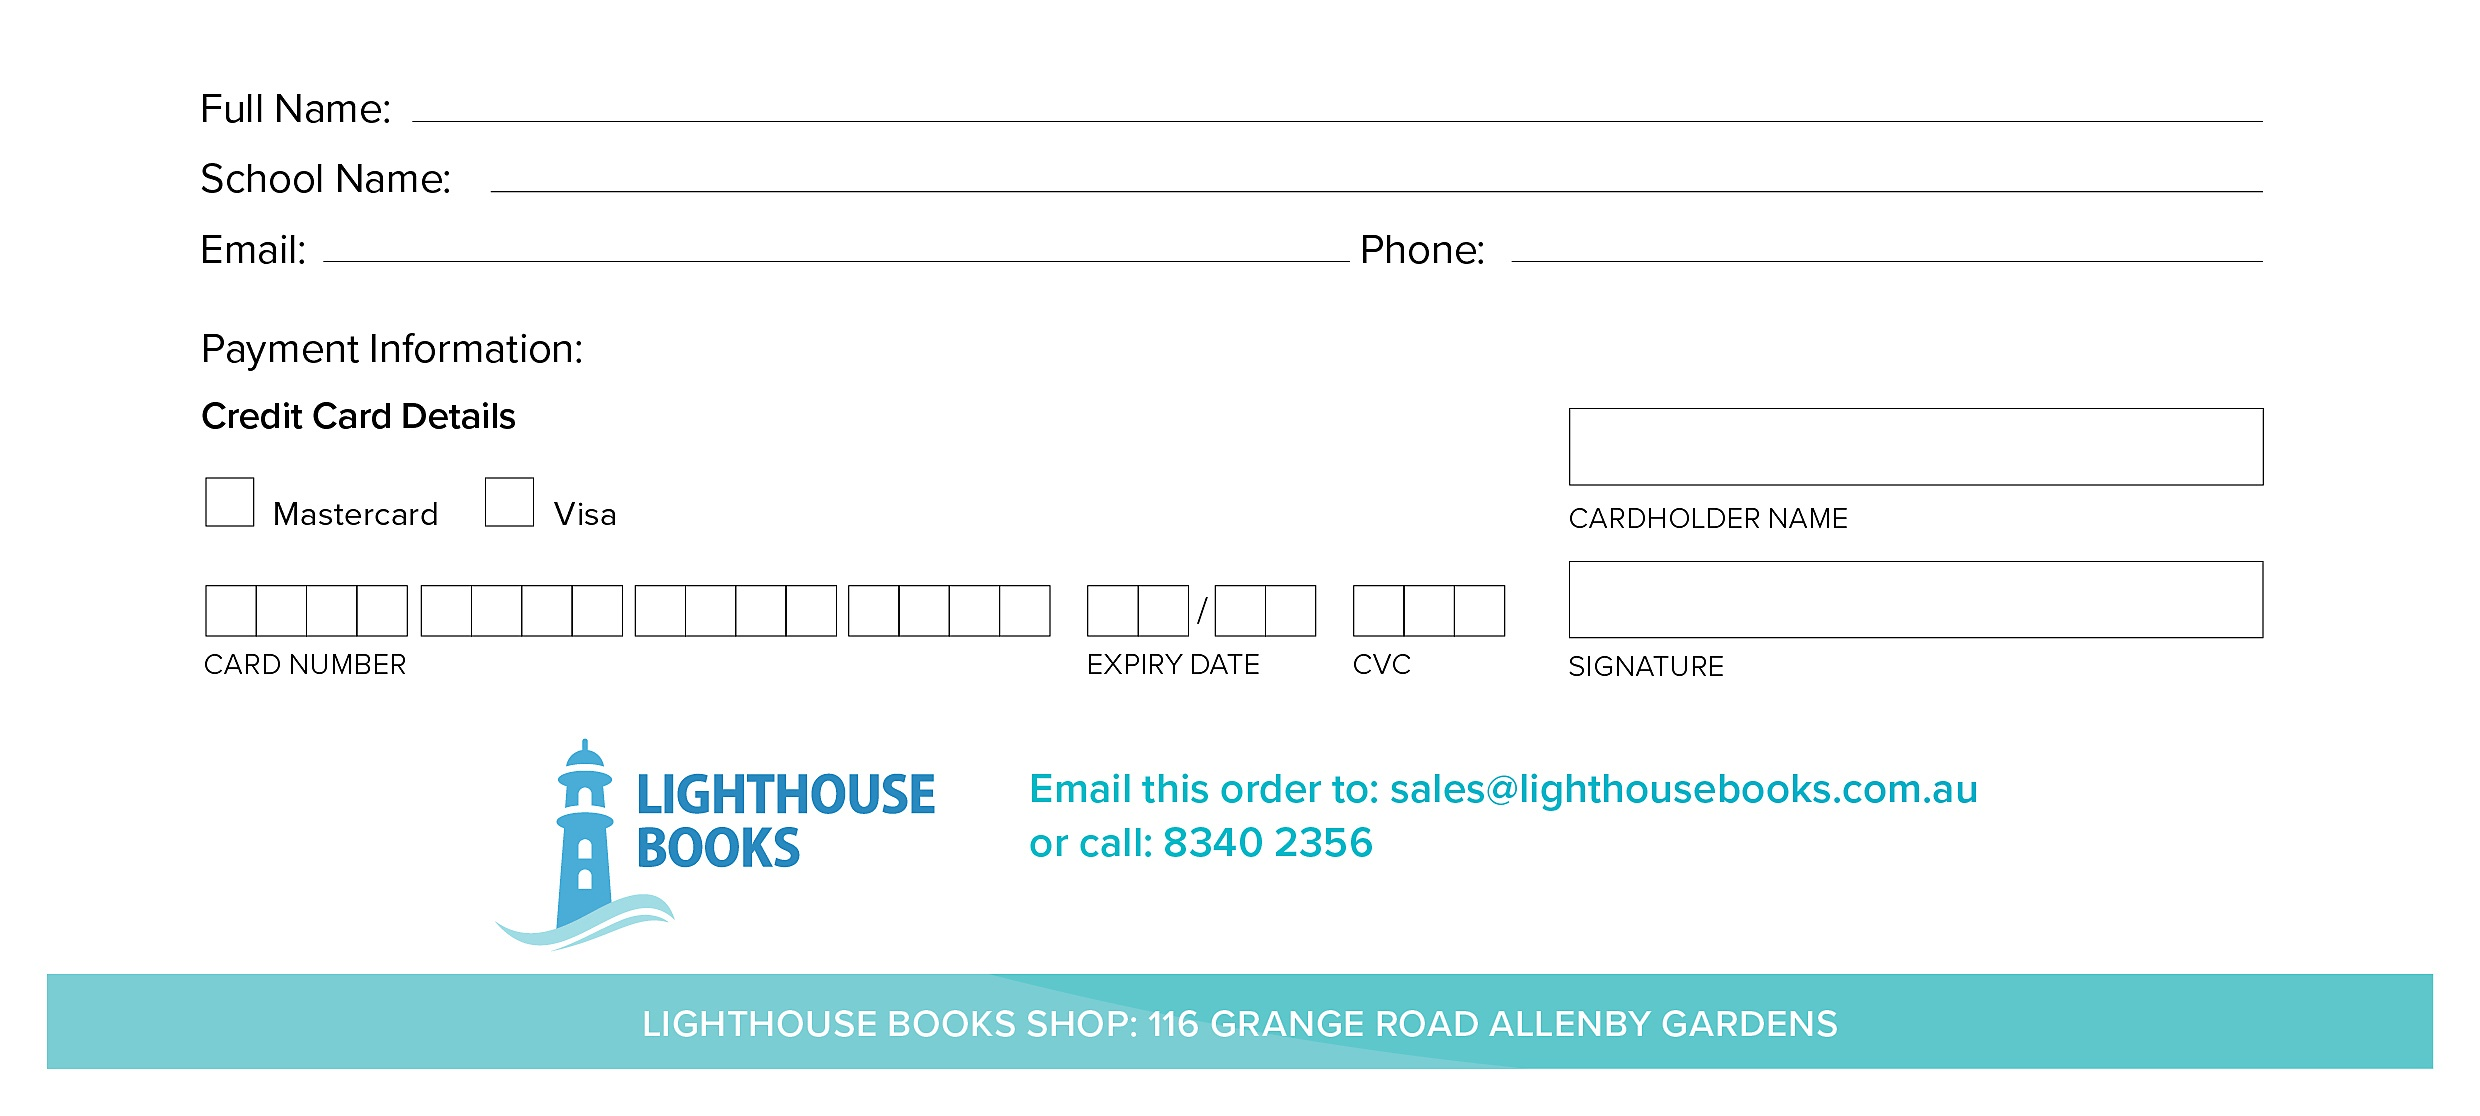 Full Name:
School Name:
Email: Phone:
Payment Information:
Credit Card Details
Mastercard Visa
CARDHOLDER NAME
/
CARD NUMBER EXPIRY DATE CVC SIGNATURE
LIGHTHOUSE
BOOKS
Email this order to: sales@lighthousebooks.com.au
or call: 8340 2356
LIGHTHOUSE BOOKS SHOP: 116 GRANGE ROAD ALLENBY GARDENS